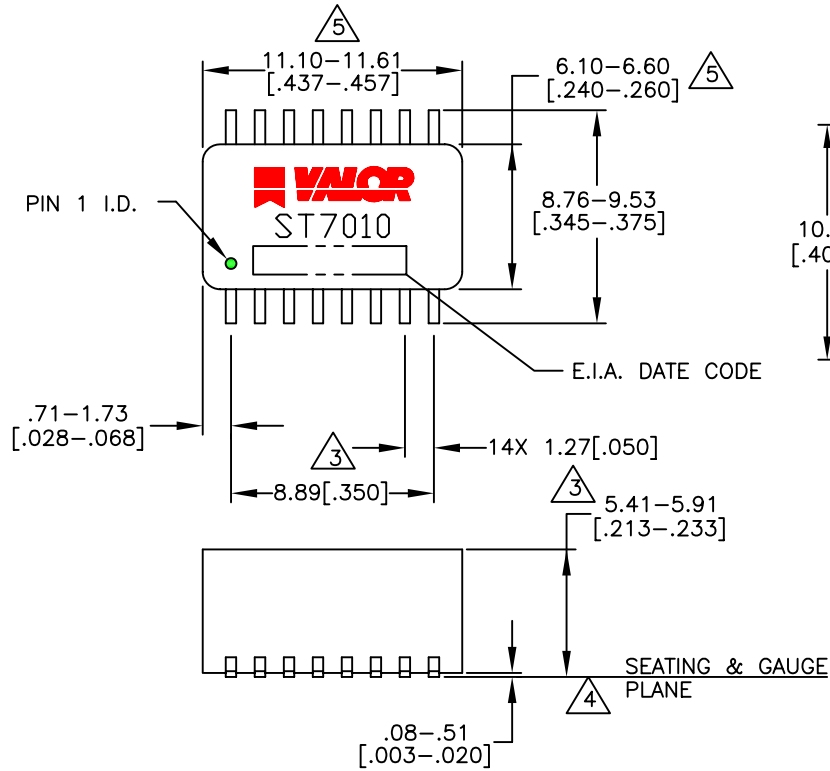 5
11.10–11.61
[.437–.457]
6.10–6.60
[.240–.260]
5
PIN 1 I.D.
VALOR
ST7010
8.76–9.53
[.345–.375]
10.
[.40
E.I.A. DATE CODE
.71–1.73
[.028–.068]
3
14X 1.27[.050]
8.89[.350]
3
5.41–5.91
[.213–.233]
SEATING & GAUGE
PLANE
4
.08–.51
[.003–.020]